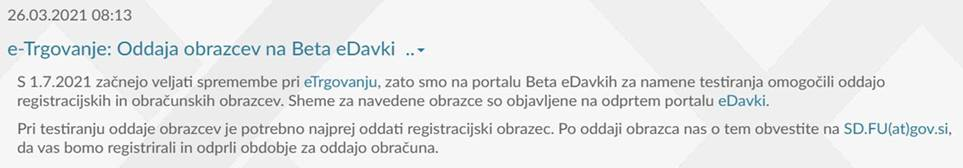 26.03.2021 08:13
e-Trgovanje: Oddaja obrazcev na Beta eDavki ..
S 1.7.2021 začnejo veljati spremembe pri eTrgovanju, zato smo na portalu Beta eDavkih za namene testiranja omogočili oddajo
registracijskih in obračunskih obrazcev. Sheme za navedene obrazce so objavljene na odprtem portalu eDavki.
Pri testiranju oddaje obrazcev je potrebno najprej oddati registracijski obrazec. Po oddaji obrazca nas o tem obvestite na SD.FU(at)gov.si,
da vas bomo registrirali in odprli obdobje za oddajo obračuna.